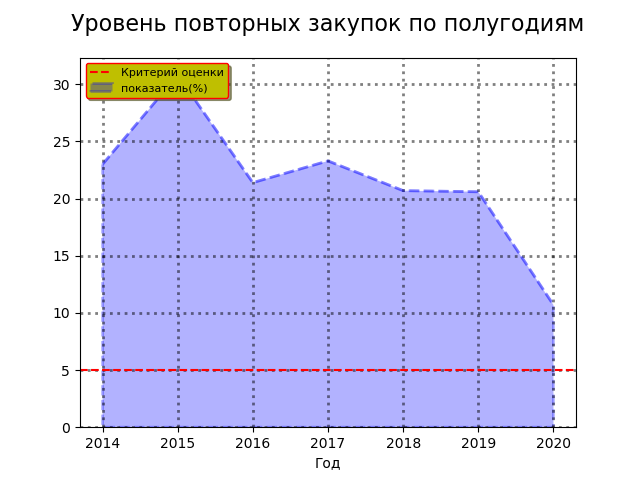 Уровень повторных закупок по полугодиям
Критерий оценки
показатель(%)
30
25
20
15
10
5
0
2014 2015 2016 2017 2018 2019 2020
Год